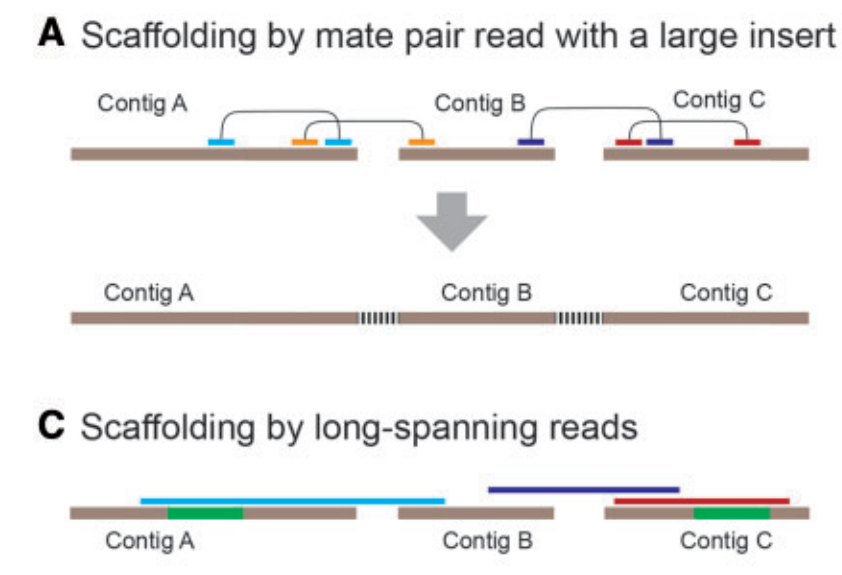 A Scaffolding by mate pair read with a large insert
Contig A Contig B Contig C
Contig A Contig B Contig C
C Scaffolding by long-spanning reads
Contig A Contig B Contig C